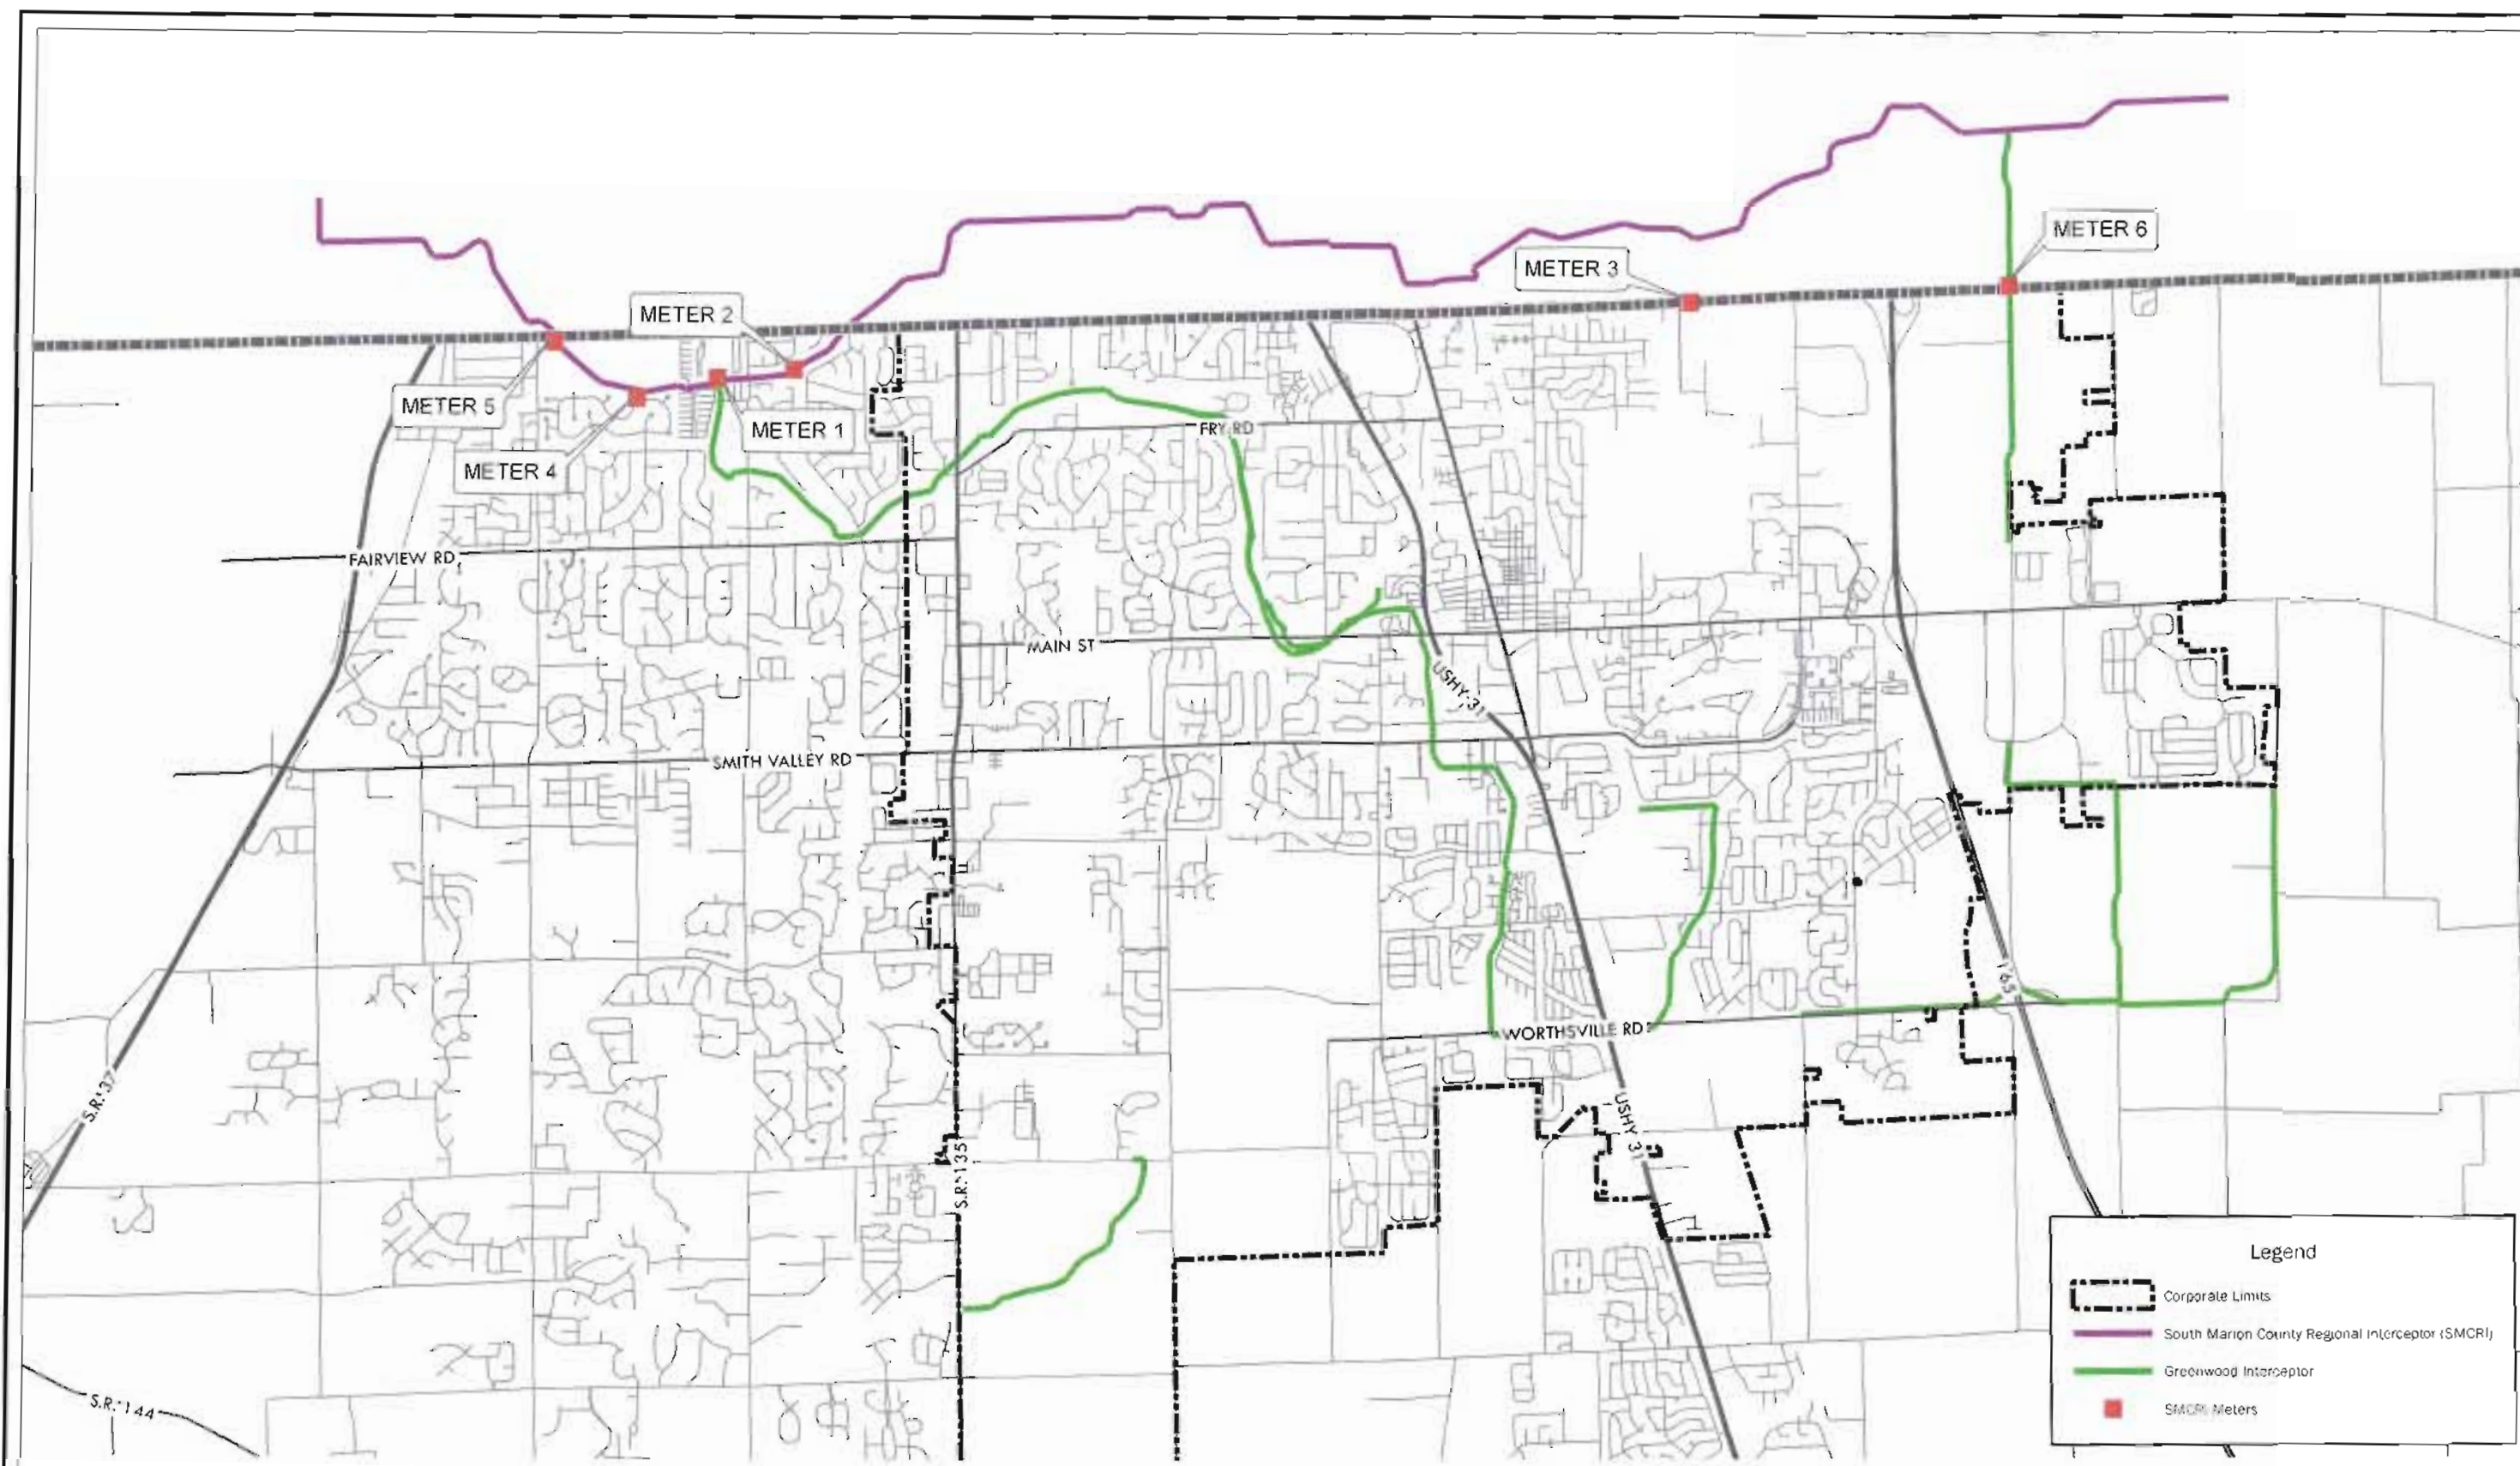 METER 6
METER 3
METER 2
METER 5
METER 1
FRY RD
METER 4
FAIRVIEW RD
MAIN ST
USHY 31
SMITH VALLEY RD
I 65
WORTHSVILLE RD
S.R. 37
USHY 31
S.R. 135
S.R. 144
Legend
Corporate Limits
South Marion County Regional Interceptor (SMCRI)
Greenwood Interceptor
SMCRI Meters